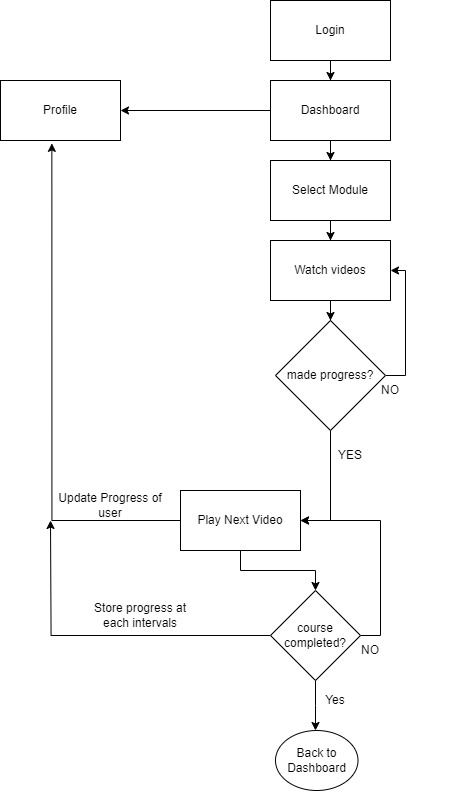 Login
Profile
Dashboard
Select Module
Watch videos
made progress?
NO
YES
Update Progress of
user
Play Next Video
Store progress at
each intervals
course
completed?
NO
Yes
Back to
Dashboard